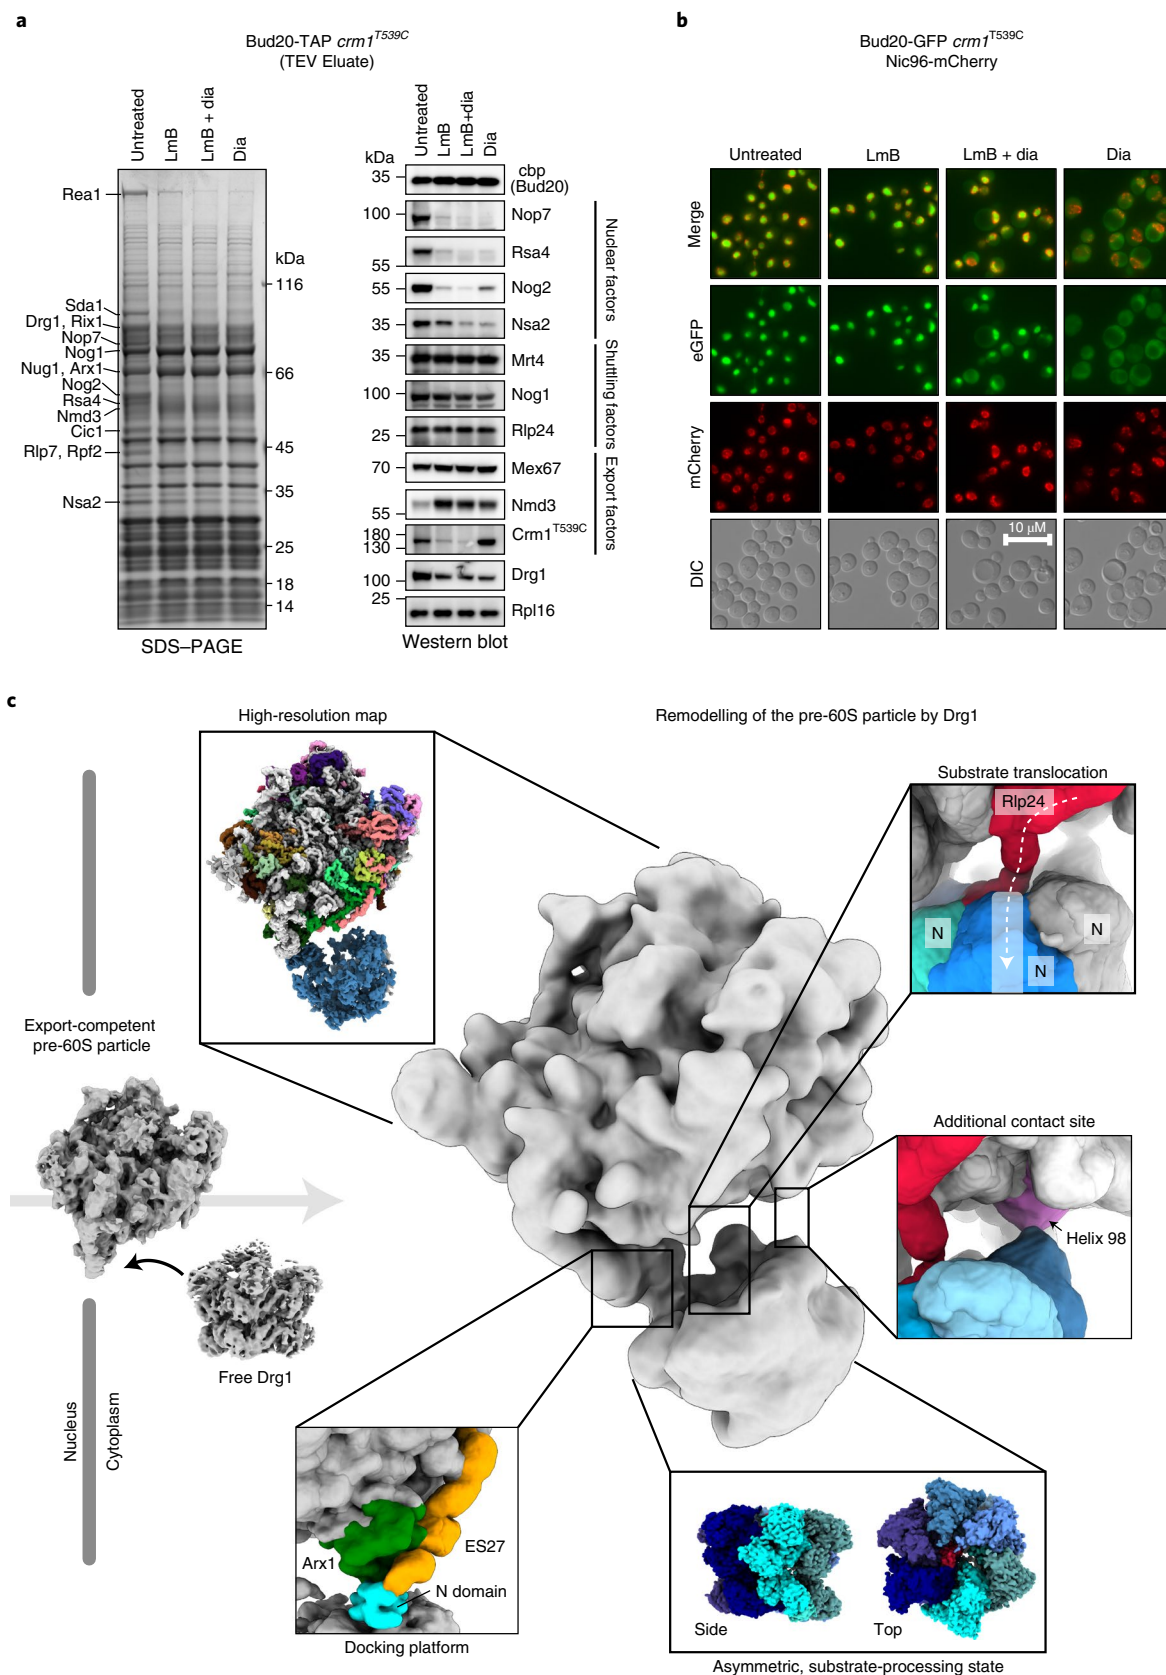 a
Bud20-TAP crm1T539C
(TEV Eluate)
Untreated
LmB
LmB + dia
Dia
Rea1
Sda1
Drg1, Rix1
Nop7
Nog1
Nug1, Arx1
Nog2
Rsa4
Nmd3
Cic1
Rlp7, Rpf2
Nsa2
kDa
116
66
45
35
25
18
14
SDS–PAGE
Untreated
LmB
LmB+dia
Dia
kDa
35
cbp
(Bud20)
100
Nop7
55
Rsa4
55
Nog2
35
Nsa2
35
Mrt4
100
Nog1
25
Rlp24
70
Mex67
55
Nmd3
180
130
Crm1T539C
100
Drg1
25
Rpl16
Nuclear factors
Shuttling factors
Export factors
Western blot
b
Bud20-GFP crm1T539C
Nic96-mCherry
Untreated
LmB
LmB + dia
Dia
Merge
eGFP
mCherry
DIC
10 µM
c
High-resolution map
Remodelling of the pre-60S particle by Drg1
Substrate translocation
Rlp24
N
N
N
Export-competent
pre-60S particle
Additional contact site
Helix 98
Free Drg1
Nucleus
Cytoplasm
Arx1
ES27
N domain
Docking platform
Side
Top
Asymmetric, substrate-processing state